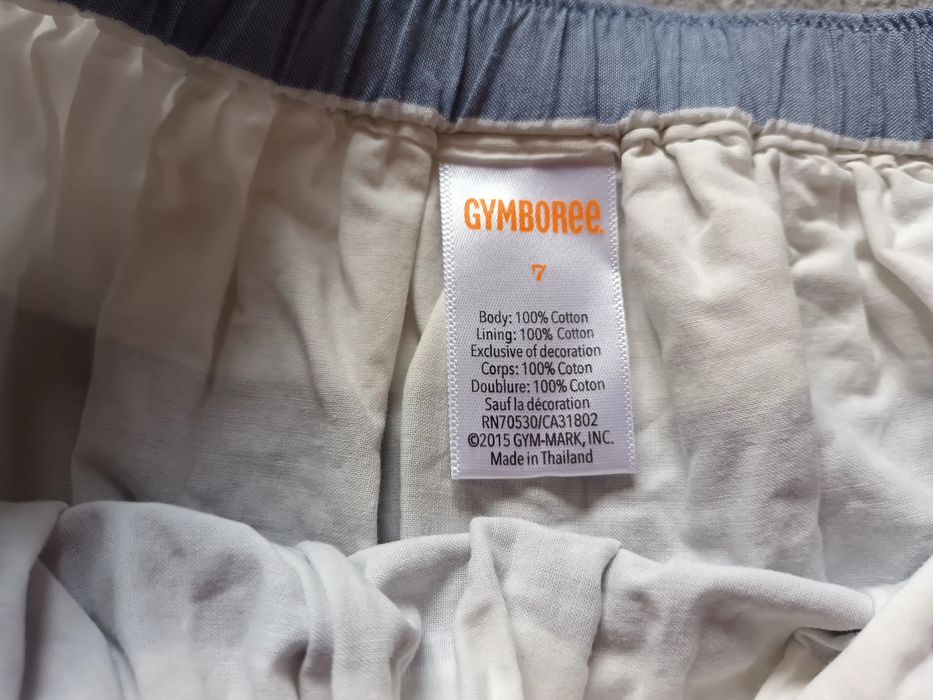 GYMBOREE.
7
Body: 100% Cotton
Lining: 100% Cotton
Exclusive of decoration
Corps: 100% Coton
Doublure: 100% Coton
Sauf la décoration
RN70530/CA31802
©2015 GYM-MARK, INC.
Made in Thailand